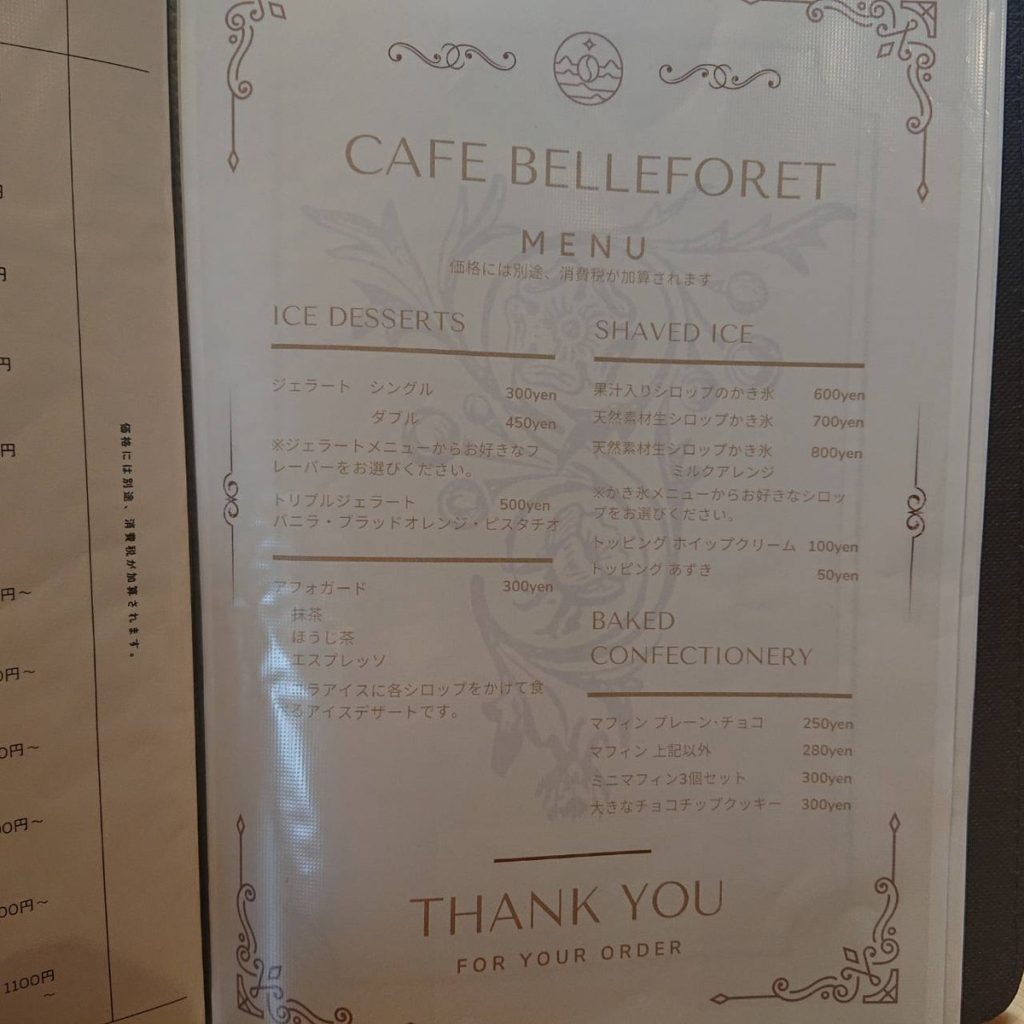 CAFE BELLEFORET
MENU
価格には別途、消費税が加算されます
ICE DESSERTS
ジェラート シングル 300yen
ダブル 450yen
※ジェラートメニューからお好きなフ
レーバーをお選びください。
トリプルジェラート 500yen
バニラ・ブラッドオレンジ・ピスタチオ
アフォガード 300yen
抹茶
ほうじ茶
エスプレッソ
ラアイスに各シロップをかけて食
るアイスデザートです。
SHAVED ICE
果汁入りシロップのかき氷 600yen
天然素材生シロップかき氷 700yen
天然素材生シロップかき氷 800yen
ミルクアレンジ
※かき氷メニューからお好きなシロッ
プをお選びください。
トッピング ホイップクリーム 100yen
トッピング あずき 50yen
BAKED
CONFECTIONERY
マフィン プレーン・チョコ 250yen
マフィン 上記以外 280yen
ミニマフィン3個セット 300yen
大きなチョコチップクッキー 300yen
THANK YOU
FOR YOUR ORDER
価格には別途、消費税が加算されます。
円
円
円
円
円～
0円～
0円～
00円～
00円～
1100円
～